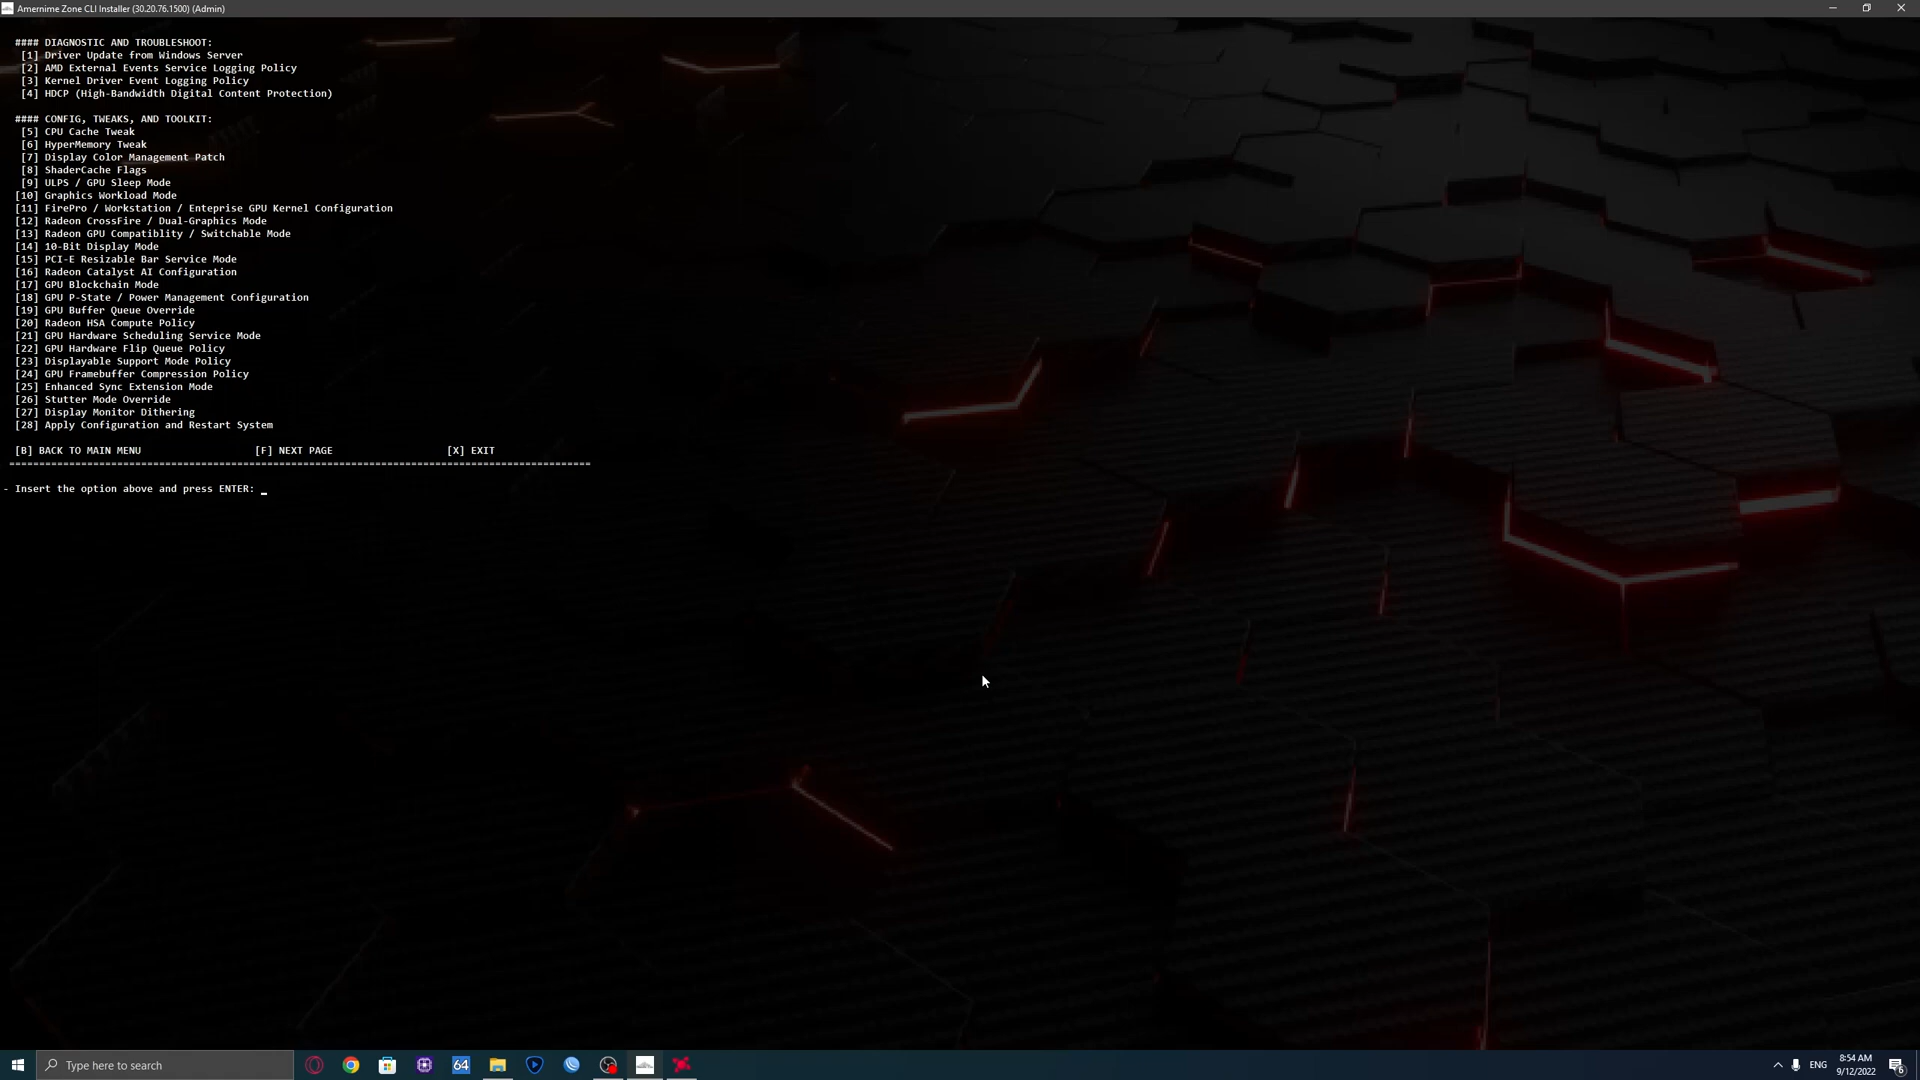 Amernime Zone CLI Installer (30.20.76.1500) (Admin)
#### DIAGNOSTIC AND TROUBLESHOOT:
[1] Driver Update from Windows Server
[2] AMD External Events Service Logging Policy
[3] Kernel Driver Event Logging Policy
[4] HDCP (High-Bandwidth Digital Content Protection)
#### CONFIG, TWEAKS, AND TOOLKIT:
[5] CPU Cache Tweak
[6] HyperMemory Tweak
[7] Display Color Management Patch
[8] ShaderCache Flags
[9] ULPS / GPU Sleep Mode
[10] Graphics Workload Mode
[11] FirePro / Workstation / Enteprise GPU Kernel Configuration
[12] Radeon CrossFire / Dual-Graphics Mode
[13] Radeon GPU Compatiblity / Switchable Mode
[14] 10-Bit Display Mode
[15] PCI-E Resizable Bar Service Mode
[16] Radeon Catalyst AI Configuration
[17] GPU Blockchain Mode
[18] GPU P-State / Power Management Configuration
[19] GPU Buffer Queue Override
[20] Radeon HSA Compute Policy
[21] GPU Hardware Scheduling Service Mode
[22] GPU Hardware Flip Queue Policy
[23] Displayable Support Mode Policy
[24] GPU Framebuffer Compression Policy
[25] Enhanced Sync Extension Mode
[26] Stutter Mode Override
[27] Display Monitor Dithering
[28] Apply Configuration and Restart System
[B] BACK TO MAIN MENU [F] NEXT PAGE [X] EXIT
==================================================================================================
- Insert the option above and press ENTER: _
Type here to search
64
ENG
8:54 AM
9/12/2022
6